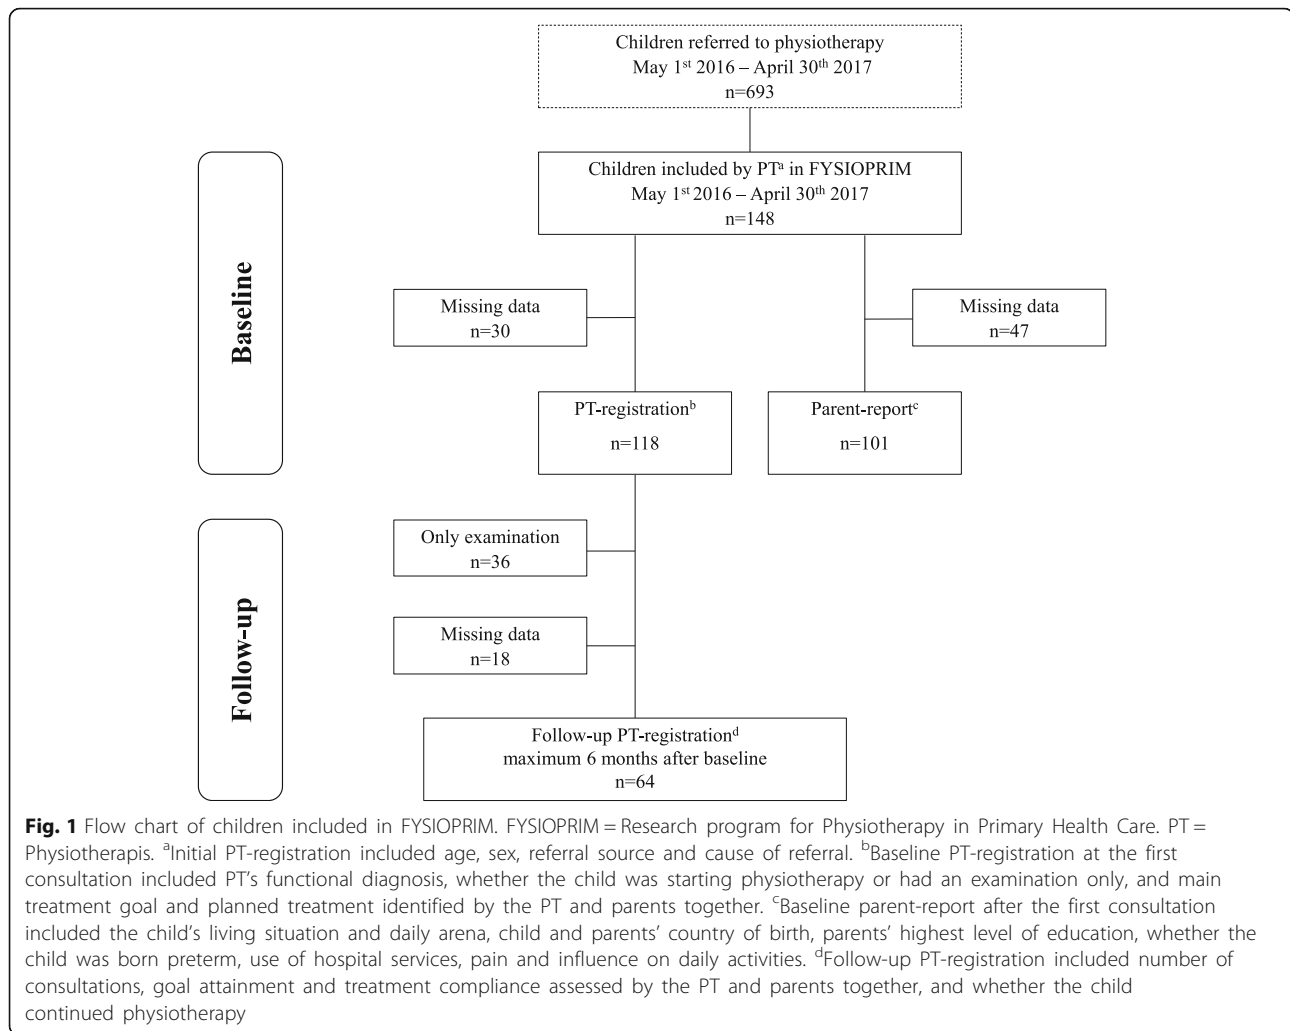 Children referred to physiotherapy
May 1st 2016 – April 30th 2017
n=693
Baseline
Children included by PTa in FYSIOPRIM
May 1st 2016 – April 30th 2017
n=148
Missing data
n=30
Missing data
n=47
PT-registrationb
n=118
Parent-reportc
n=101
Follow-up
Only examination
n=36
Missing data
n=18
Follow-up PT-registrationd
maximum 6 months after baseline
n=64
Fig. 1 Flow chart of children included in FYSIOPRIM. FYSIOPRIM = Research program for Physiotherapy in Primary Health Care. PT =
Physiotherapis. aInitial PT-registration included age, sex, referral source and cause of referral. bBaseline PT-registration at the first
consultation included PT's functional diagnosis, whether the child was starting physiotherapy or had an examination only, and main
treatment goal and planned treatment identified by the PT and parents together. cBaseline parent-report after the first consultation
included the child's living situation and daily arena, child and parents' country of birth, parents' highest level of education, whether the
child was born preterm, use of hospital services, pain and influence on daily activities. dFollow-up PT-registration included number of
consultations, goal attainment and treatment compliance assessed by the PT and parents together, and whether the child
continued physiotherapy